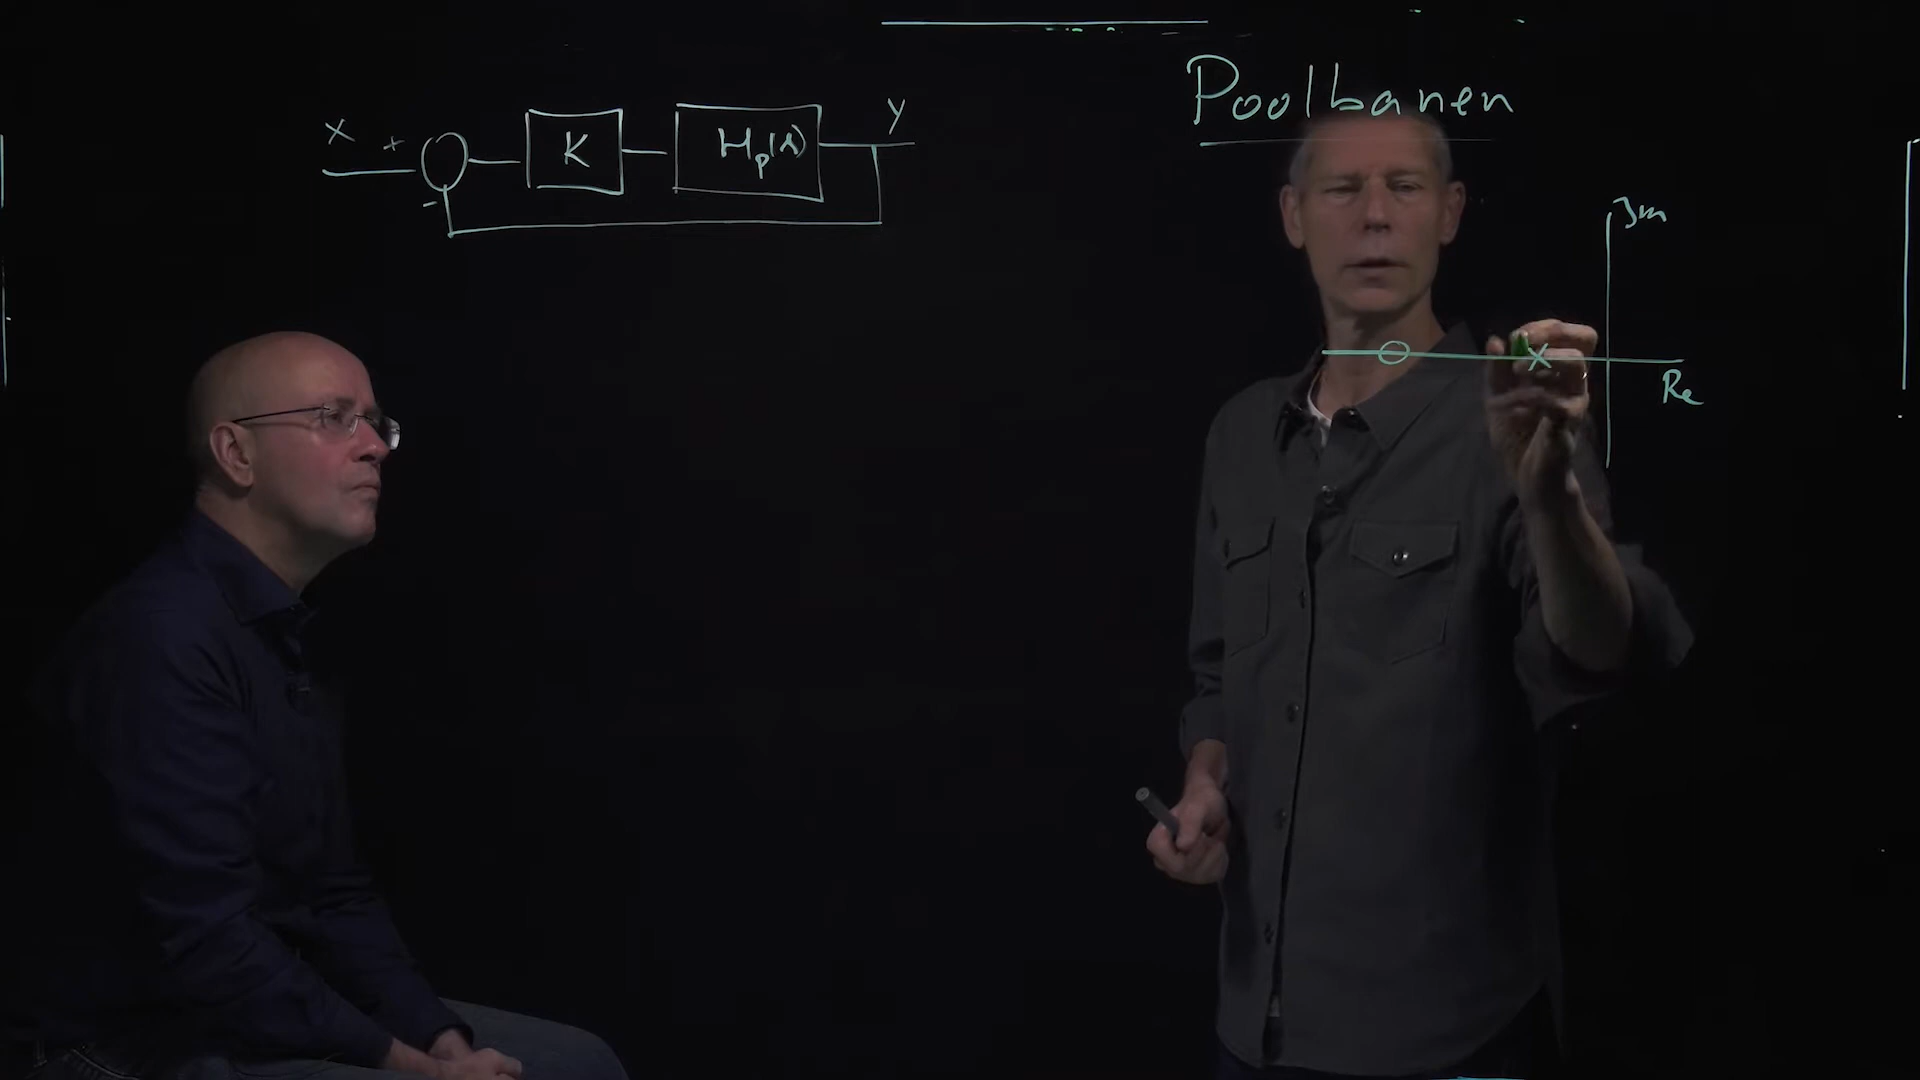 Poolbanen
x + K Hp(s) y
-
Im
x
Re